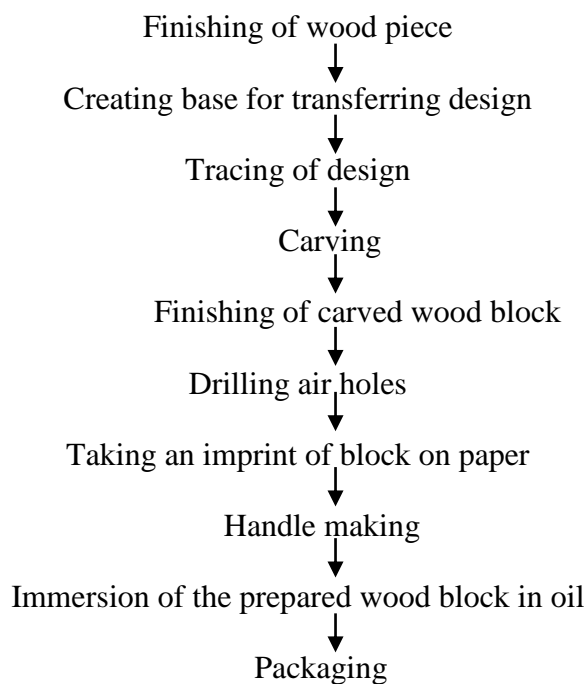 Finishing of wood piece
Creating base for transferring design
Tracing of design
Carving
Finishing of carved wood block
Drilling air holes
Taking an imprint of block on paper
Handle making
Immersion of the prepared wood block in oil
Packaging